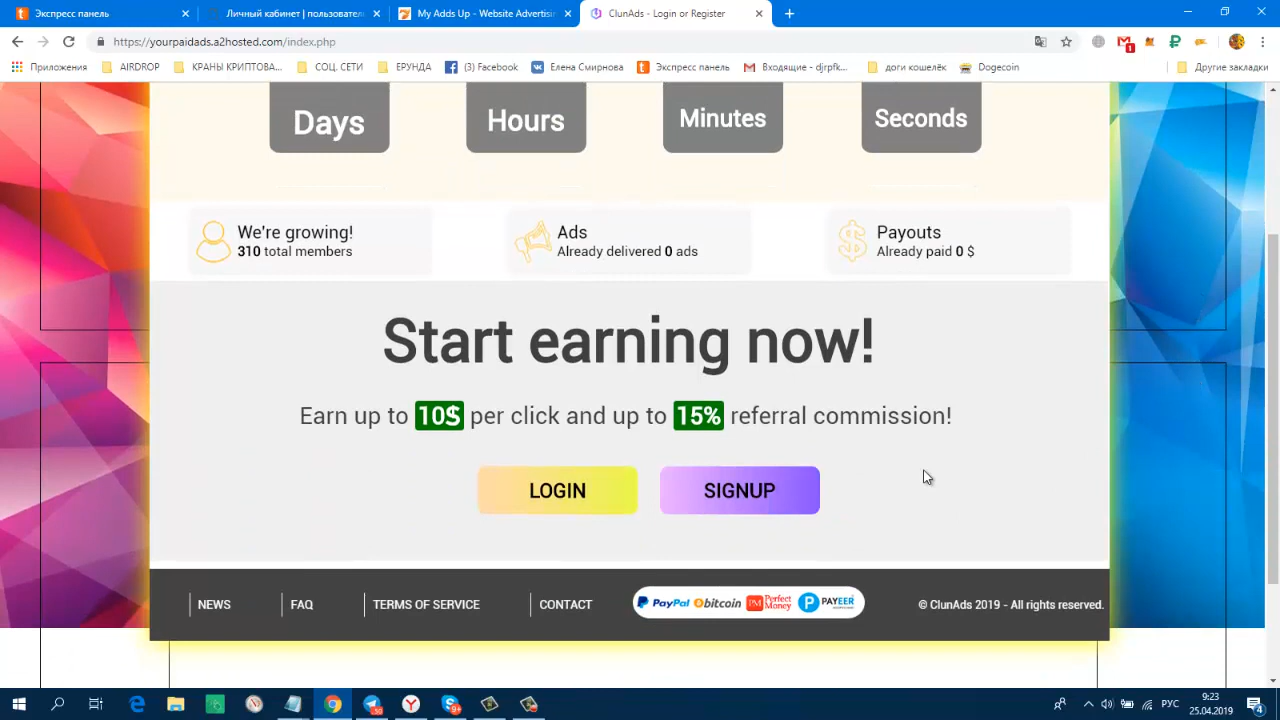 Экспресс панель
Личный кабинет | пользовател
My Adds Up - Website Advertisin
ClunAds - Login or Register
https://yourpaidads.a2hosted.com/index.php
1
Приложения
AIRDROP
КРАНЫ КРИПТОВА...
СОЦ. СЕТИ
ЕРУНДА
(3) Facebook
Елена Смирнова
Экспресс панель
Входящие - djrpfk...
доги кошелёк
Dogecoin
Другие закладки
Days
Hours
Minutes
Seconds
We're growing!
310 total members
Ads
Already delivered 0 ads
Payouts
Already paid 0 $
Start earning now!
Earn up to 10$ per click and up to 15% referral commission!
LOGIN
SIGNUP
NEWS
FAQ
TERMS OF SERVICE
CONTACT
PayPal
bitcoin
Perfect
Money
PAYEER
© ClunAds 2019 - All rights reserved.
РУС
9:23
25.04.2019
4